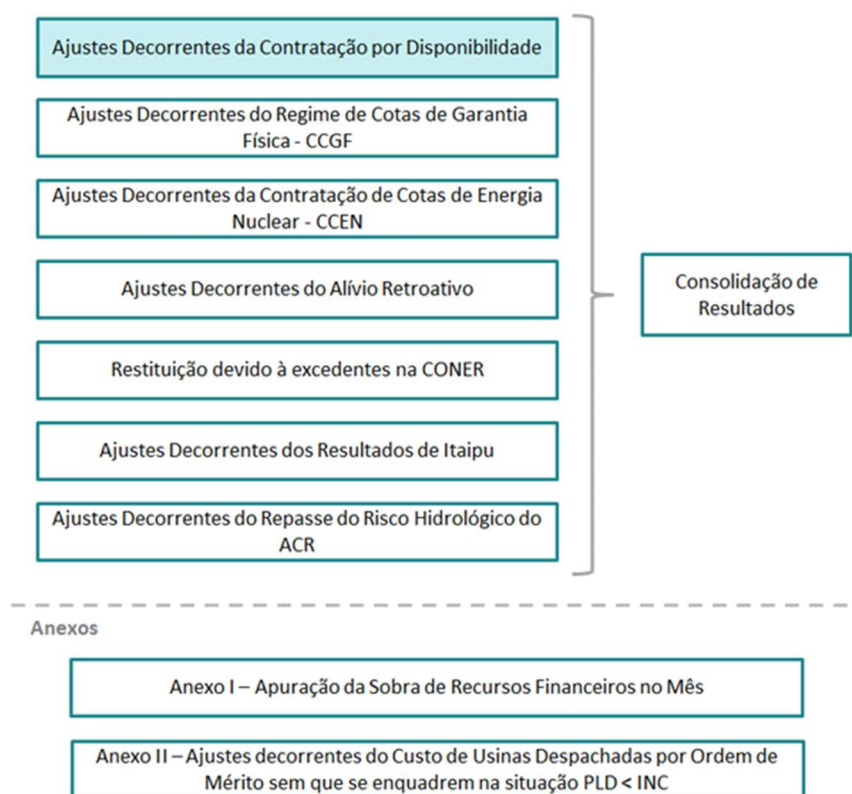 Ajustes Decorrentes da Contratação por Disponibilidade
Ajustes Decorrentes do Regime de Cotas de Garantia
Física - CCGF
Ajustes Decorrentes da Contratação de Cotas de Energia
Nuclear - CCEN
Ajustes Decorrentes do Alívio Retroativo
Restituição devido à excedentes na CONER
Ajustes Decorrentes dos Resultados de Itaipu
Ajustes Decorrentes do Repasse do Risco Hidrológico do
ACR
Consolidação de
Resultados
Anexos
Anexo I – Apuração da Sobra de Recursos Financeiros no Mês
Anexo II – Ajustes decorrentes do Custo de Usinas Despachadas por Ordem de
Mérito sem que se enquadrem na situação PLD < INC